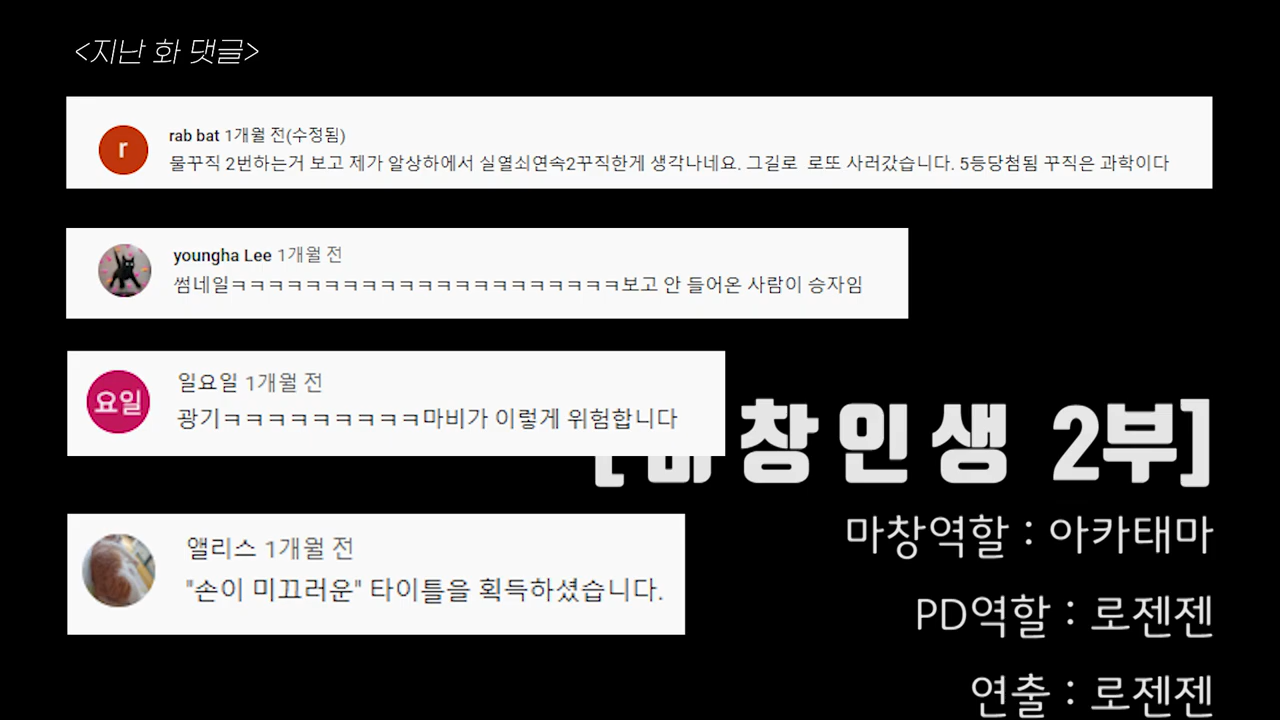 <지난 화 댓글>
rab bat 1개월 전(수정됨)
물꾸직 2번하는거 보고 제가 알상하에서 실열쇠연속2꾸직한게 생각나네요. 그길로 로또 사러갔습니다. 5등당첨됨 꾸직은 과학이다
youngha Lee 1개월 전
썸네일ㅋㅋㅋㅋㅋㅋㅋㅋㅋㅋㅋㅋㅋㅋㅋㅋㅋㅋㅋㅋㅋ보고 안 들어온 사람이 승자임
요일
일요일 1개월 전
광기ㅋㅋㅋㅋㅋㅋㅋㅋㅋ마비가 이렇게 위험합니다
창인생 2부]
앨리스 1개월 전
"손이 미끄러운" 타이틀을 획득하셨습니다.
마창역할 : 아카태마
PD역할 : 로젠젠
연출 : 로젠젠